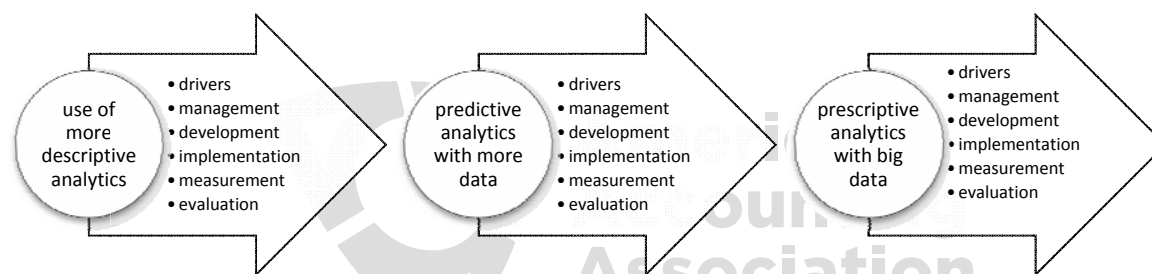 use of
more
descriptive
analytics
• drivers
• management
• development
• implementation
• measurement
• evaluation
predictive
analytics
with more
data
• drivers
• management
• development
• implementation
• measurement
• evaluation
prescriptive
analytics
with big
data
• drivers
• management
• development
• implementation
• measurement
• evaluation
Association